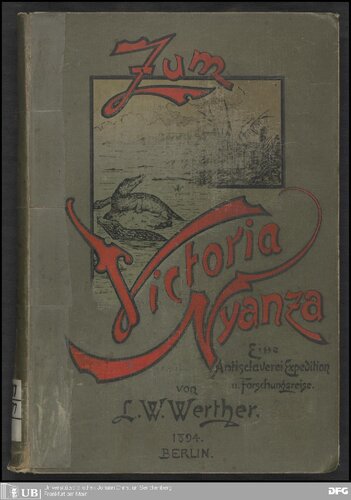 Zum
Victoria
Nyanza
Eine
Antisclaverei Expedition
u. Forschungsreise.
von
L. W. Werther.
1894.
BERLIN.
UB
Universitätsbibliothek Johann Christian Senckenberg
Frankfurt am Main
DFG